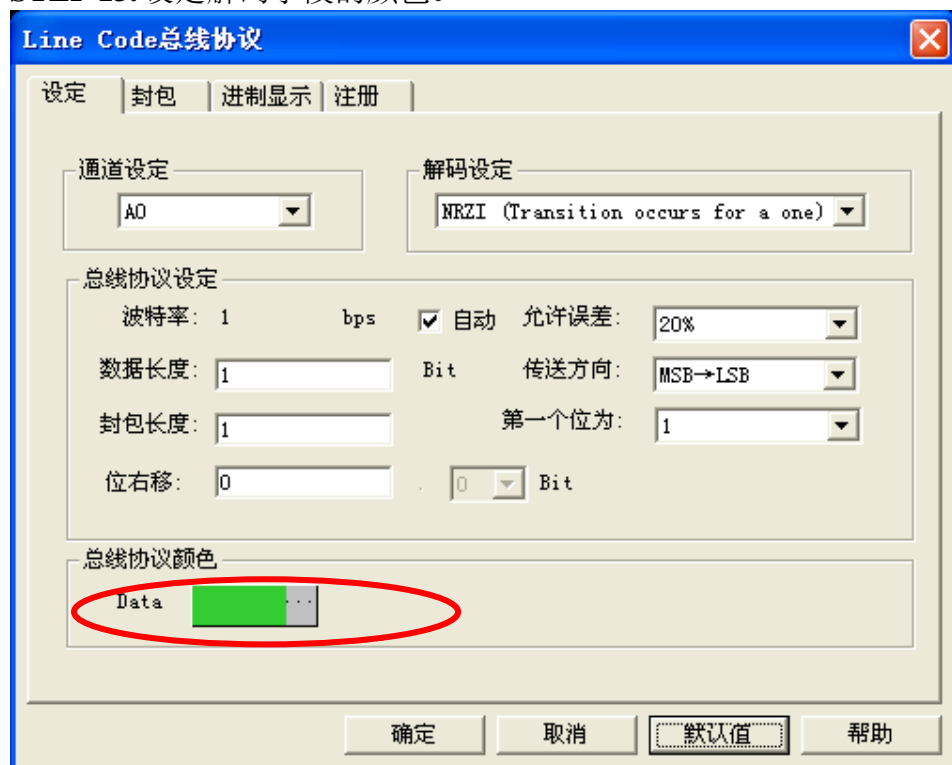 Line Code总线协议
设定 封包 进制显示 注册
通道设定 解码设定
A0 NRZI (Transition occurs for a one)
总线协议设定
波特率: 1 bps 自动 允许误差: 20%
数据长度: 1 Bit 传送方向: MSB→LSB
封包长度: 1 第一个位为: 1
位右移: 0 . 0 Bit
总线协议颜色
Data ...
确定 取消 默认值 帮助